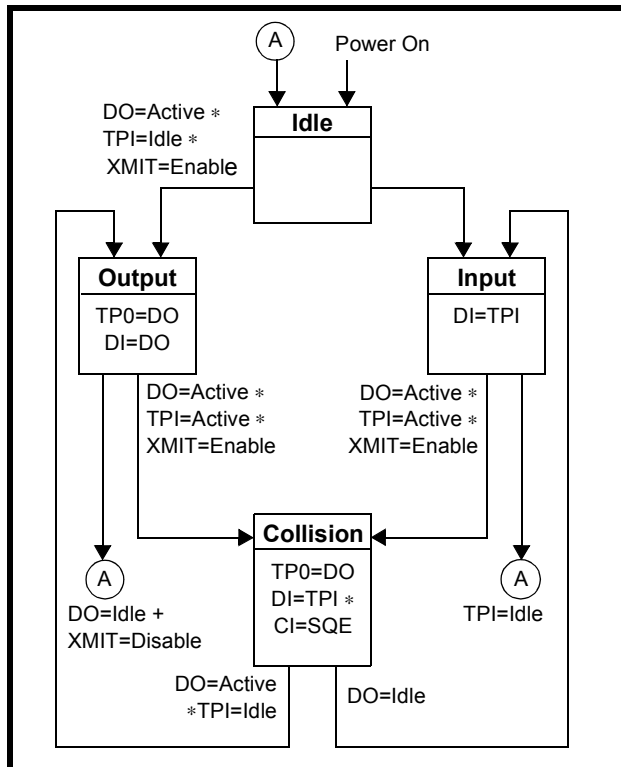 A
Power On
DO=Active *
TPI=Idle *
XMIT=Enable
Idle
Output
TP0=DO
DI=DO
Input
DI=TPI
DO=Active *
TPI=Active *
XMIT=Enable
DO=Active *
TPI=Active *
XMIT=Enable
Collision
TP0=DO
DI=TPI *
CI=SQE
A
DO=Idle +
XMIT=Disable
A
TPI=Idle
DO=Active
*TPI=Idle
DO=Idle